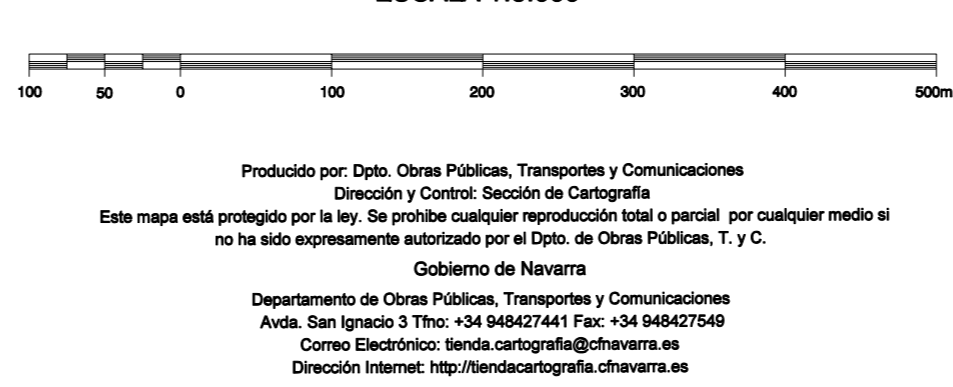 100 50 0 100 200 300 400 500m
Producido por: Dpto. Obras Públicas, Transportes y Comunicaciones
Dirección y Control: Sección de Cartografía
Este mapa está protegido por la ley. Se prohibe cualquier reproducción total o parcial por cualquier medio si
no ha sido expresamente autorizado por el Dpto. de Obras Públicas, T. y C.
Gobierno de Navarra
Departamento de Obras Públicas, Transportes y Comunicaciones
Avda. San Ignacio 3 Tfno: +34 948427441 Fax: +34 948427549
Correo Electrónico: tienda.cartografia@cfnavarra.es
Dirección Internet: http://tiendacartografia.cfnavarra.es